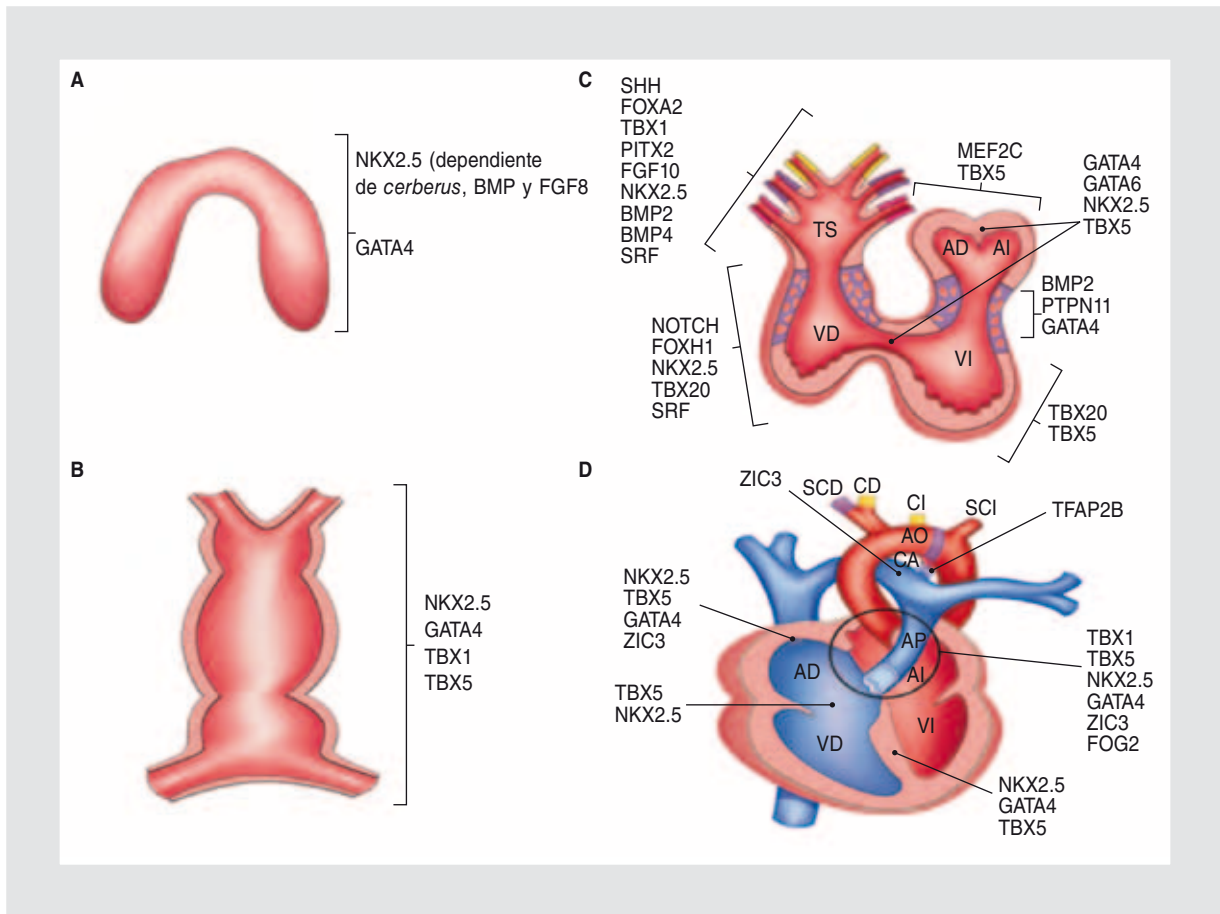 A
NKX2.5 (dependiente
de cerberus, BMP y FGF8
GATA4
B
NKX2.5
GATA4
TBX1
TBX5
C
SHH
FOXA2
TBX1
PITX2
FGF10
NKX2.5
BMP2
BMP4
SRF
MEF2C
TBX5
GATA4
GATA6
NKX2.5
TBX5
TS
AD
AI
BMP2
PTPN11
GATA4
NOTCH
FOXH1
NKX2.5
TBX20
SRF
VD
VI
TBX20
TBX5
D
ZIC3
SCD
CD
CI
SCI
TFAP2B
AO
CA
NKX2.5
TBX5
GATA4
ZIC3
AP
AD
AI
TBX1
TBX5
NKX2.5
GATA4
ZIC3
FOG2
TBX5
NKX2.5
VD
VI
NKX2.5
GATA4
TBX5